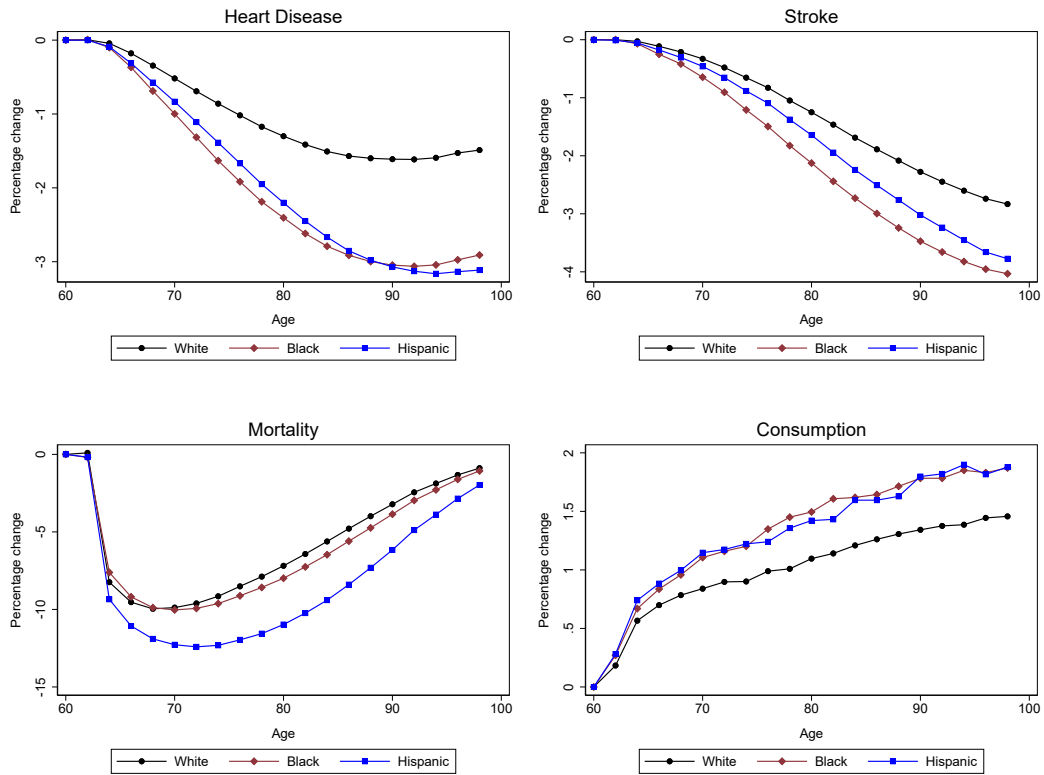 Heart Disease
Percentage change
0
-1
-2
-3
60 70 80 90 100
Age
White Black Hispanic
Stroke
Percentage change
0
-1
-2
-3
-4
60 70 80 90 100
Age
White Black Hispanic
Mortality
Percentage change
0
-5
-10
-15
60 70 80 90 100
Age
White Black Hispanic
Consumption
Percentage change
2
1.5
1
.5
0
60 70 80 90 100
Age
White Black Hispanic